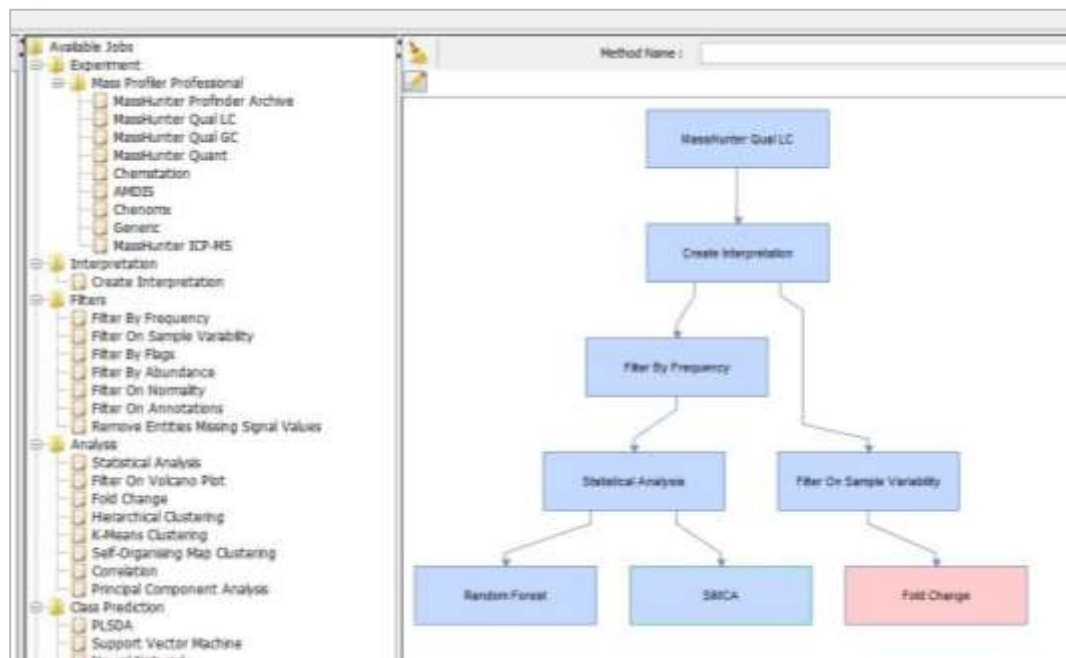 Available Jobs
Experiment
Mass Profiler Professional
MassHunter Profinder Archive
MassHunter Qual LC
MassHunter Qual GC
MassHunter Quant
Chemstation
AMDIS
Chenomx
Generic
MassHunter ICP-MS
Interpretation
Create Interpretation
Filters
Filter By Frequency
Filter On Sample Variability
Filter By Flags
Filter By Abundance
Filter On Normality
Filter On Annotations
Remove Entities Missing Signal Values
Analysis
Statistical Analysis
Filter On Volcano Plot
Fold Change
Hierarchical Clustering
K-Means Clustering
Self-Organising Map Clustering
Correlation
Principal Component Analysis
Class Prediction
PLSDA
Support Vector Machine
Method Name :
MassHunter Qual LC
Create Interpretation
Filter By Frequency
Statistical Analysis
Filter On Sample Variability
Random Forest
SIMCA
Fold Change